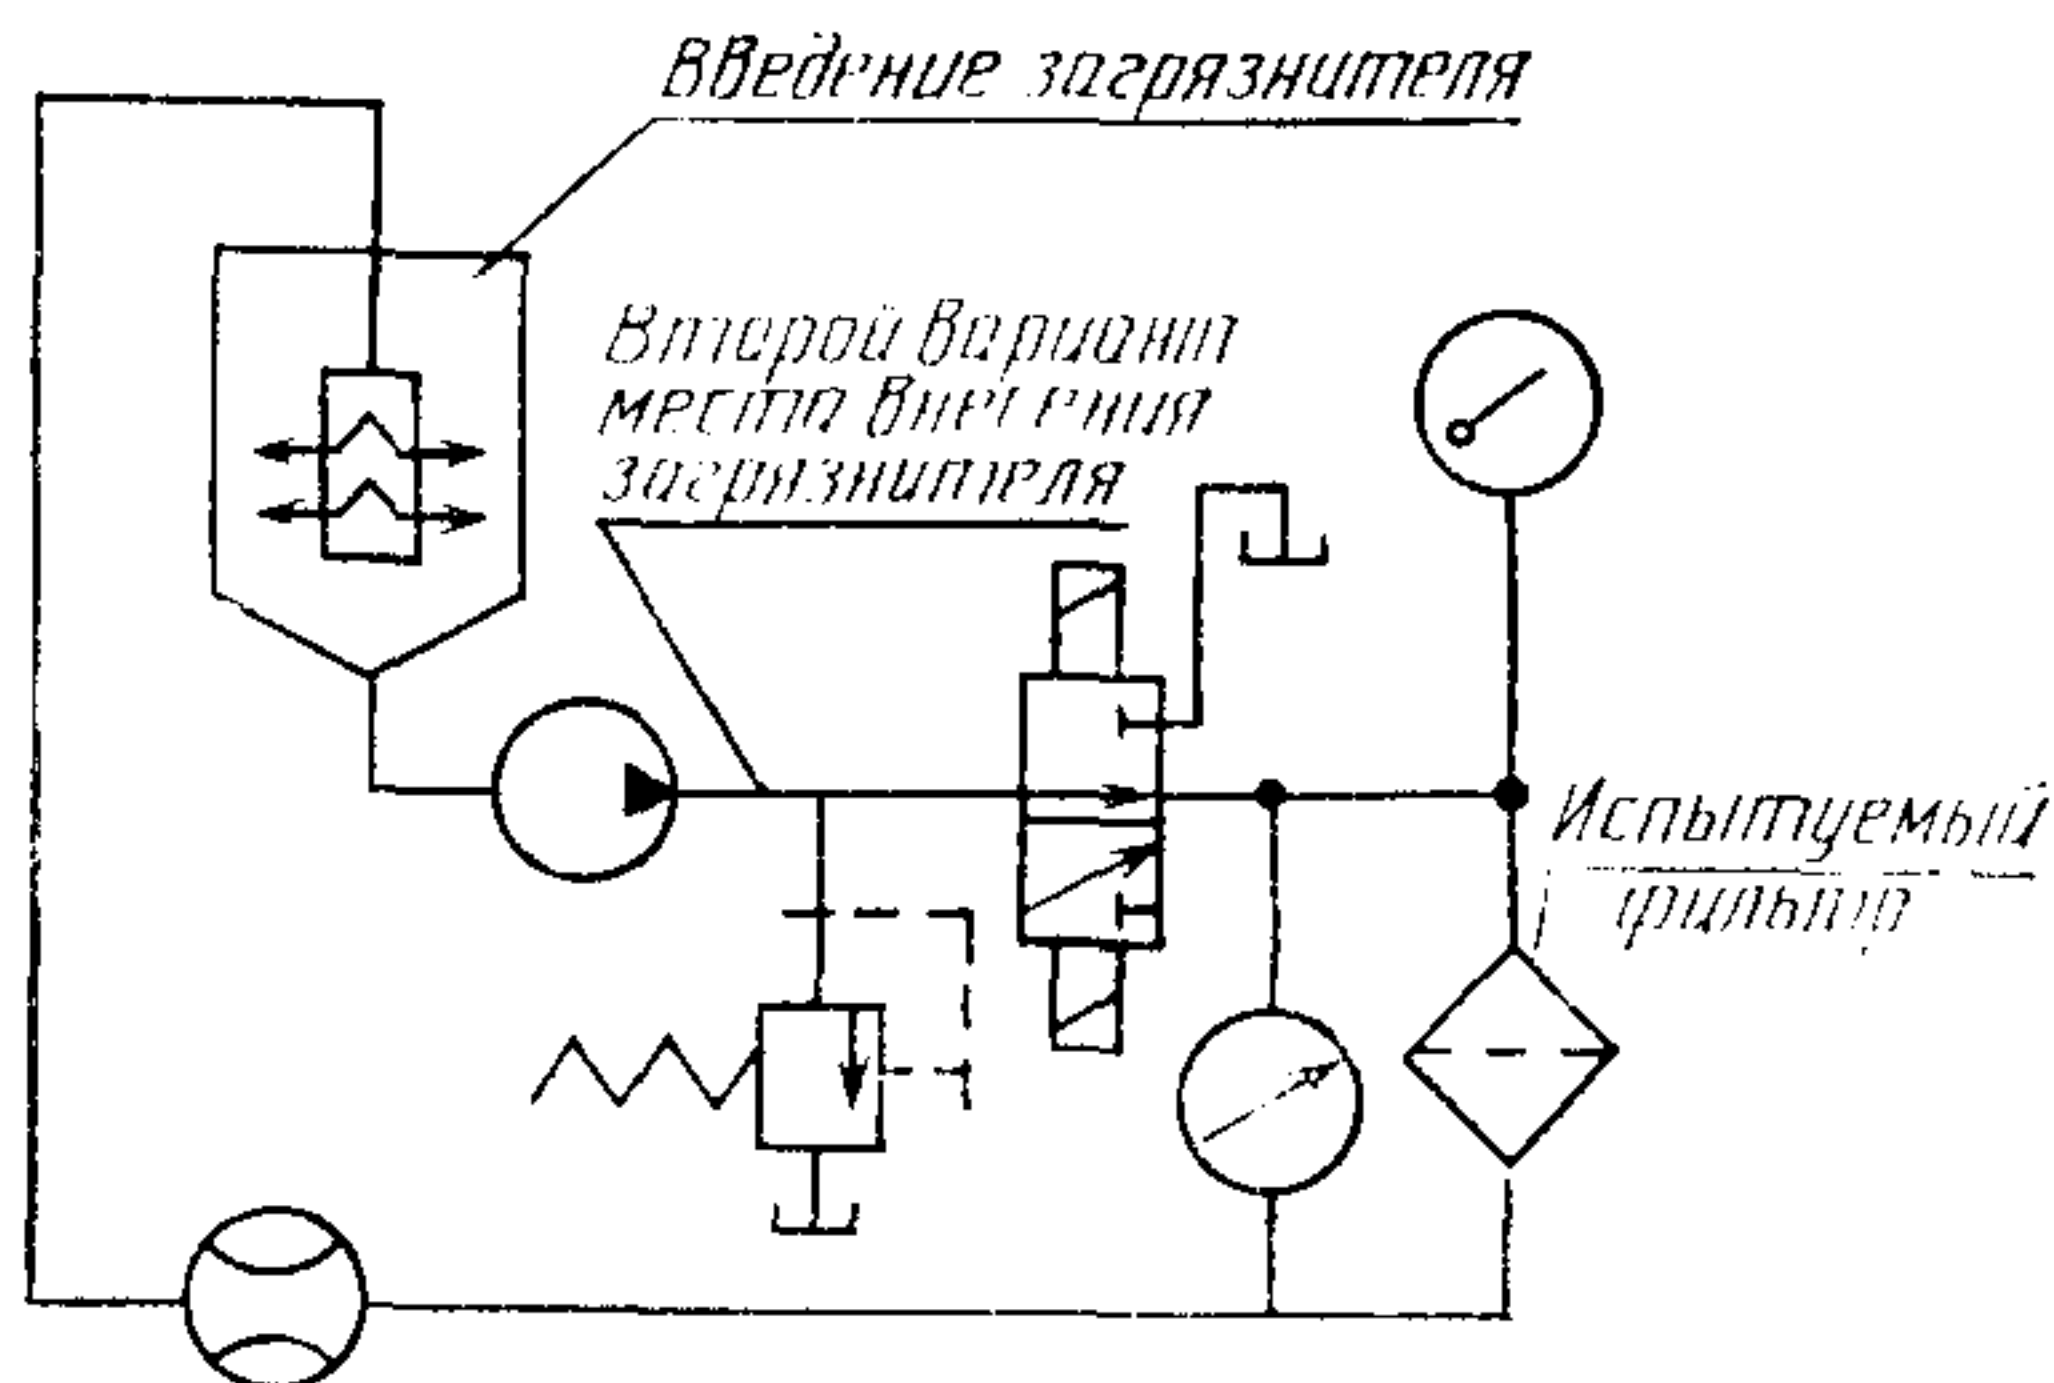 Введение загрязнителя
Второй вариант
места внесения
загрязнителя
Испытуемый
фильтр